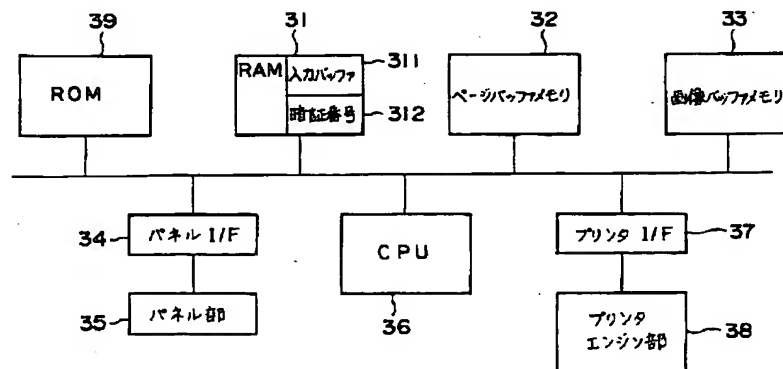 39
31
32
33
ROM
RAM
入力バッファ
311
暗証番号
312
ページバッファメモリ
画像バッファメモリ
34
パネル I/F
CPU
36
プリンタ I/F
37
35
パネル部
プリンタ
エンジン部
38